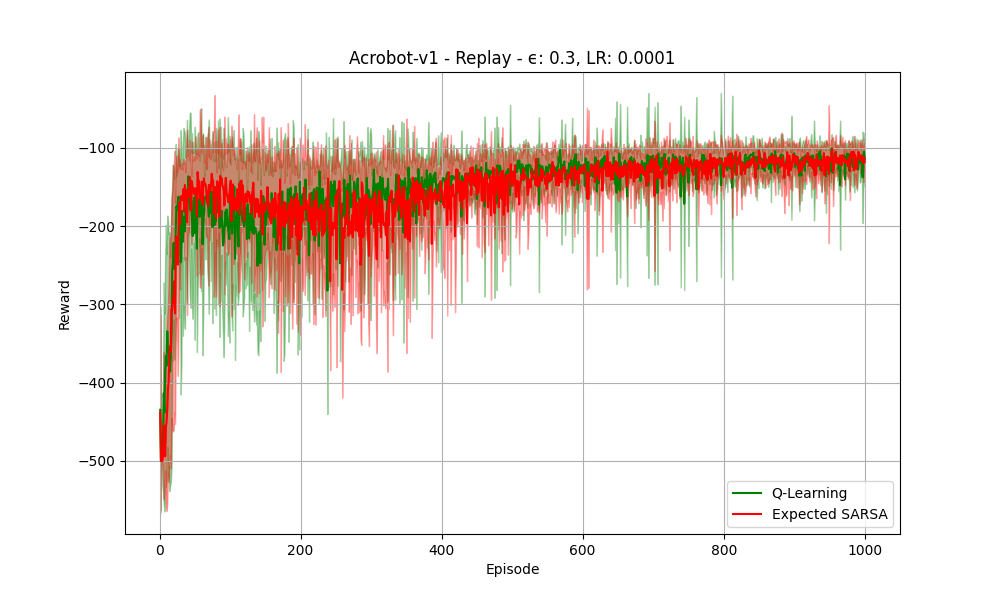 Acrobot-v1 - Replay - ϵ: 0.3, LR: 0.0001
Reward
−100
−200
−300
−400
−500
0
200
400
600
800
1000
Episode
Q-Learning
Expected SARSA